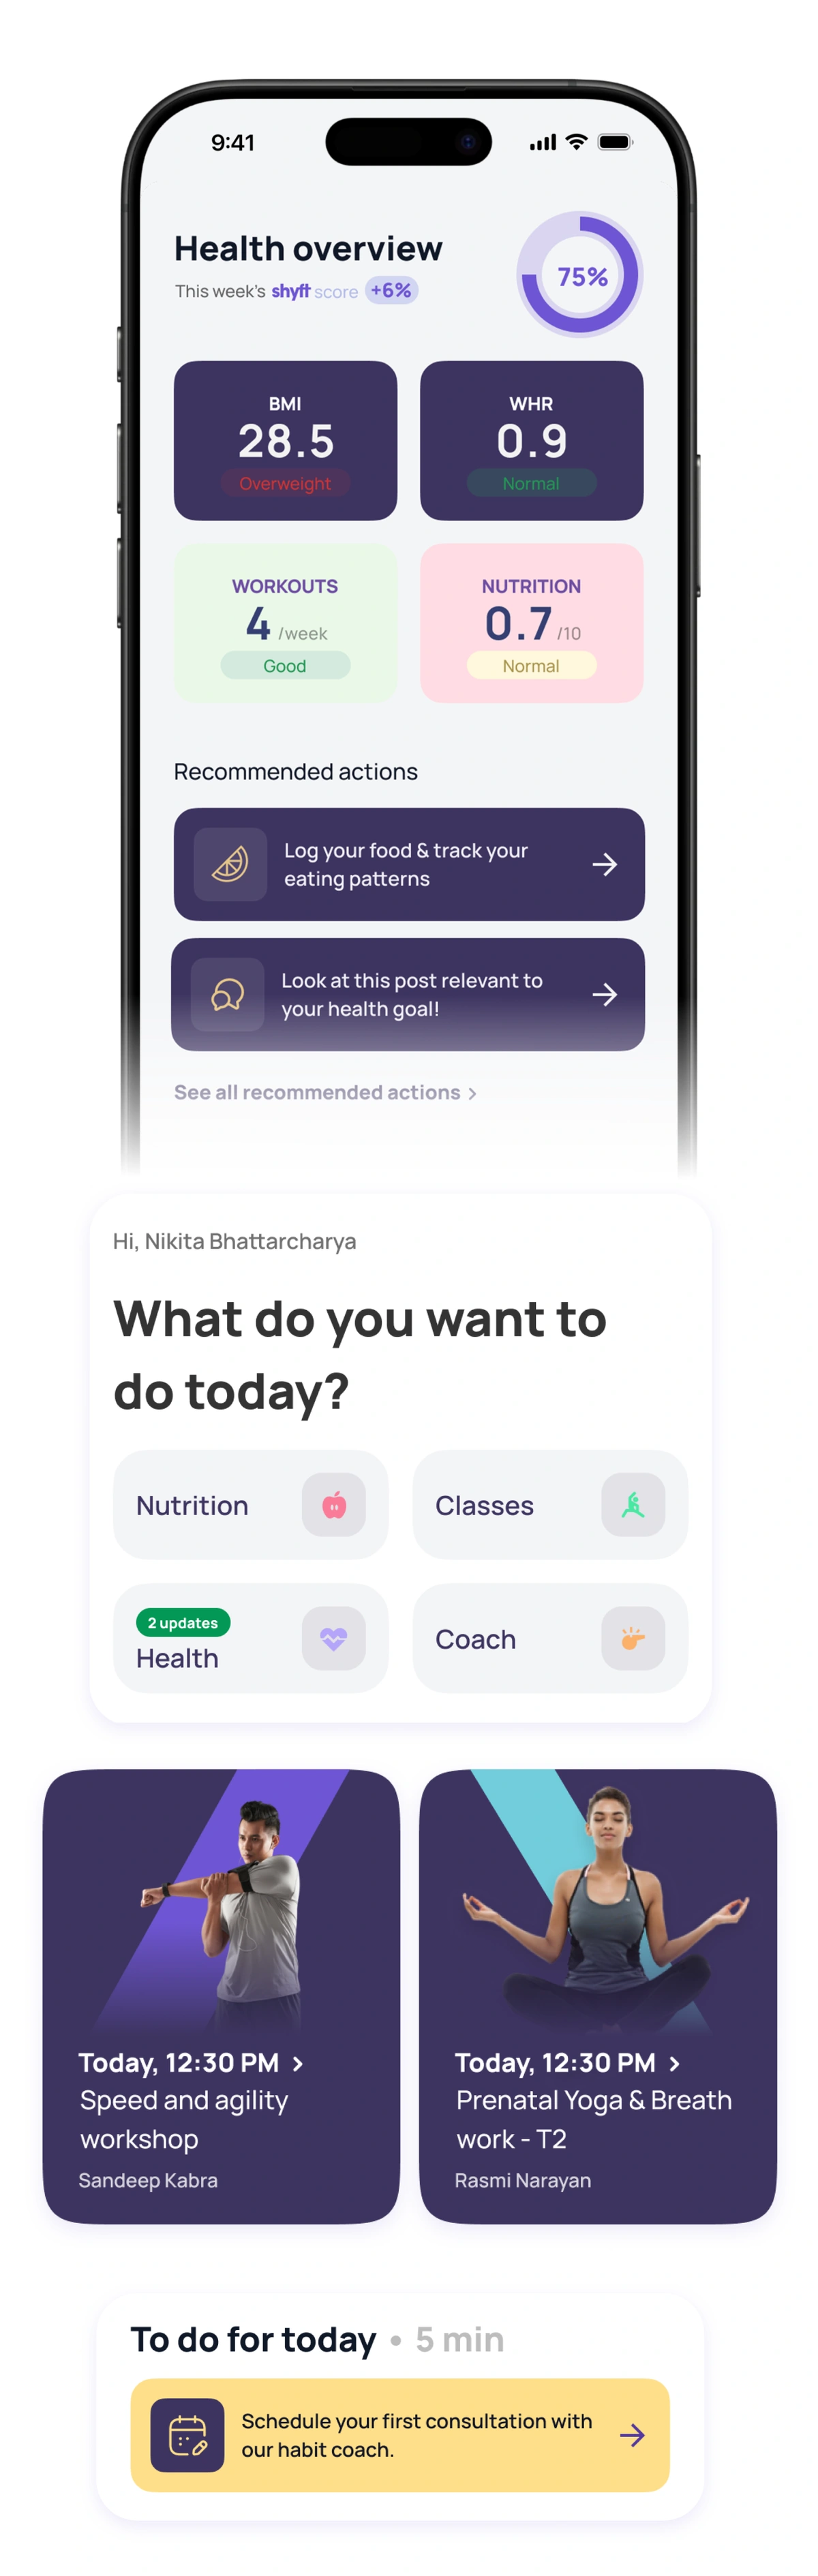 9:41
Health overview
This week's shyft score +6%
75%
BMI
28.5
Overweight
WHR
0.9
Normal
WORKOUTS
4 /week
Good
NUTRITION
0.7 /10
Normal
Recommended actions
Log your food & track your
eating patterns
Look at this post relevant to
your health goal!
See all recommended actions
Hi, Nikita Bhattarcharya
What do you want to
do today?
Nutrition
Classes
2 updates
Health
Coach
Today, 12:30 PM
Speed and agility
workshop
Sandeep Kabra
Today, 12:30 PM
Prenatal Yoga & Breath
work - T2
Rasmi Narayan
To do for today • 5 min
Schedule your first consultation with
our habit coach.